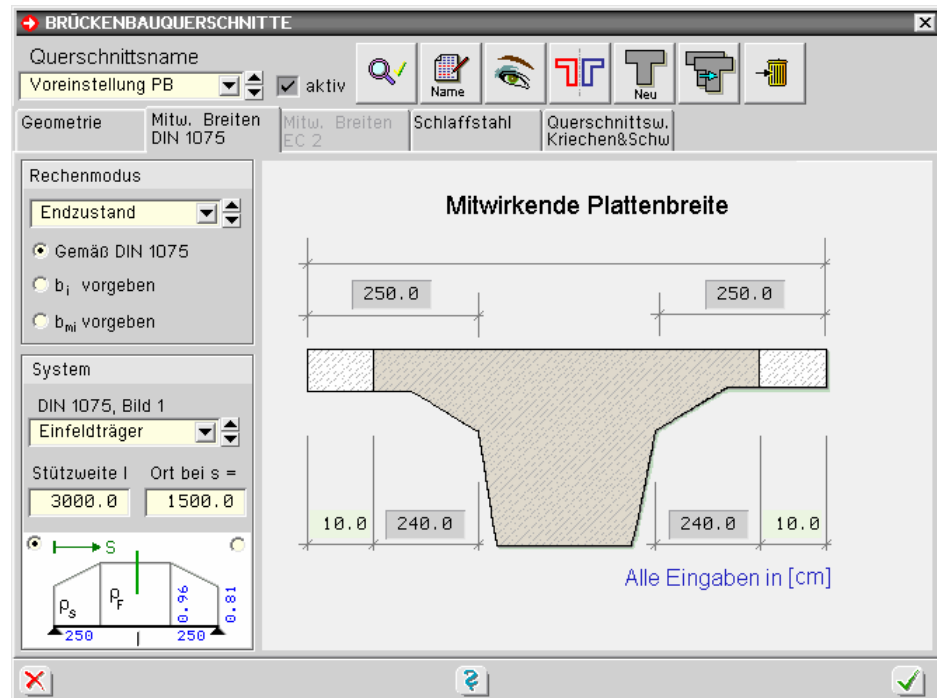 BRÜCKENBAUQUERSCHNITTE
Querschnittsname
Voreinstellung PB
aktiv
Name
Neu
Geometrie
Mitw. Breiten
DIN 1075
Mitw. Breiten
EC 2
Schlaffstahl
Querschnittsw.
Kriechen&Schw
Rechenmodus
Endzustand
Gemäß DIN 1075
bi vorgeben
bmi vorgeben
System
DIN 1075, Bild 1
Einfeldträger
Stützweite l Ort bei s =
3000.0 1500.0
S
ρS ρF 0.96 0.81
250 l 250
Mitwirkende Plattenbreite
250.0 250.0
10.0 240.0 240.0 10.0
Alle Eingaben in [cm]